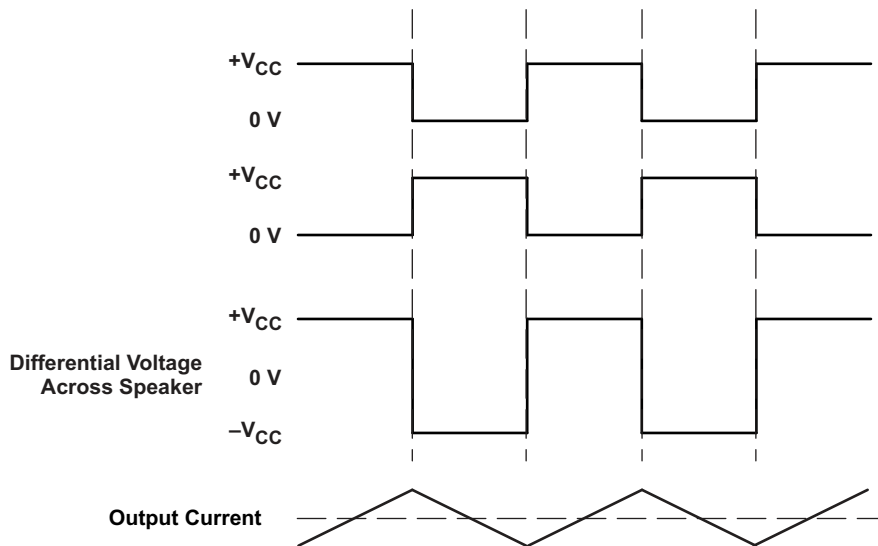 +VCC
0 V
+VCC
0 V
+VCC
Differential Voltage
Across Speaker
0 V
–VCC
Output Current